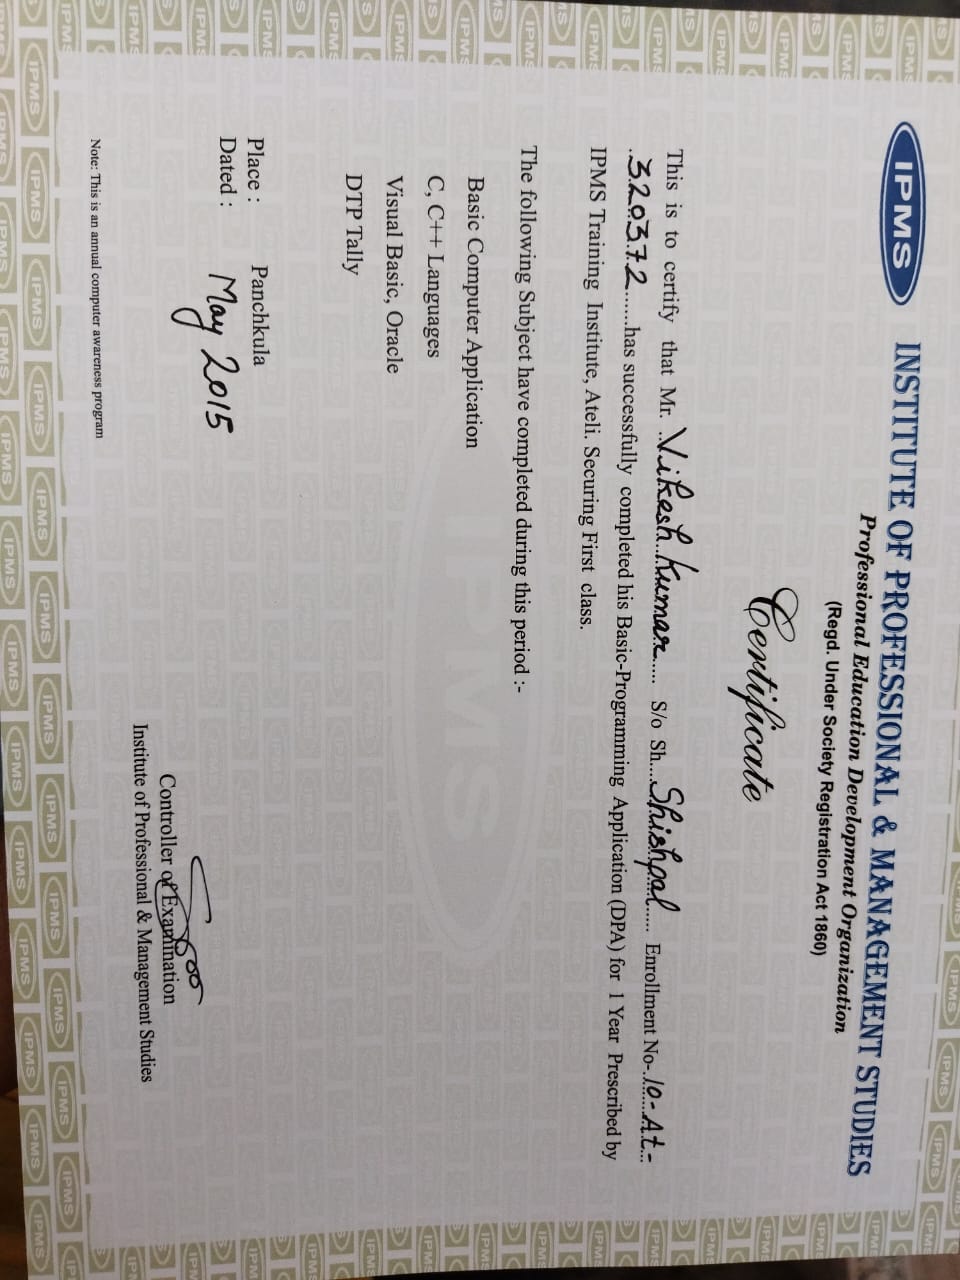 IPMS
INSTITUTE OF PROFESSIONAL & MANAGEMENT STUDIES
Professional Education Development Organization
(Regd. Under Society Registration Act 1860)
Certificate
This is to certify that Mr. ..Vikesh..Kumar..... S/o Sh....Shishpal..... Enrollment No-.10-At-..
..320372......has successfully completed his Basic-Programming Application (DPA) for 1 Year Prescribed by
IPMS Training Institute, Ateli. Securing First class.
The following Subject have completed during this period :-
Basic Computer Application
C, C++ Languages
Visual Basic, Oracle
DTP Tally
Place : Panchkula
Dated : May 2015
Controller of Examination
Institute of Professional & Management Studies
Note: This is an annual computer awareness program